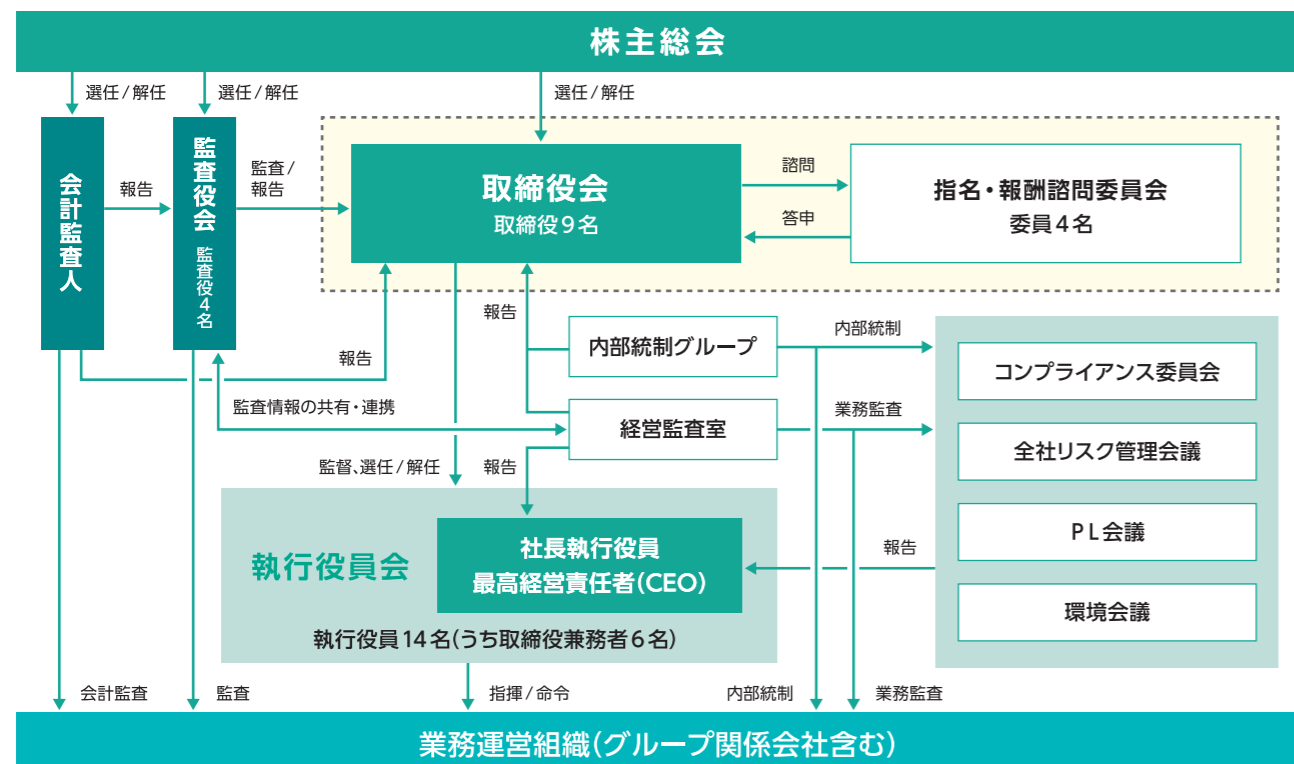 株主総会
選任/解任
選任/解任
選任/解任
会計監査人
報告
監査役会
監査役4名
監査/
報告
取締役会
取締役9名
諮問
答申
指名・報酬諮問委員会
委員4名
報告
報告
内部統制グループ
内部統制
監査情報の共有・連携
経営監査室
業務監査
コンプライアンス委員会
全社リスク管理会議
PL会議
環境会議
監督、選任/解任
報告
執行役員会
社長執行役員
最高経営責任者(CEO)
報告
執行役員14名(うち取締役兼務者6名)
会計監査
監査
指揮/命令
内部統制
業務監査
業務運営組織(グループ関係会社含む)